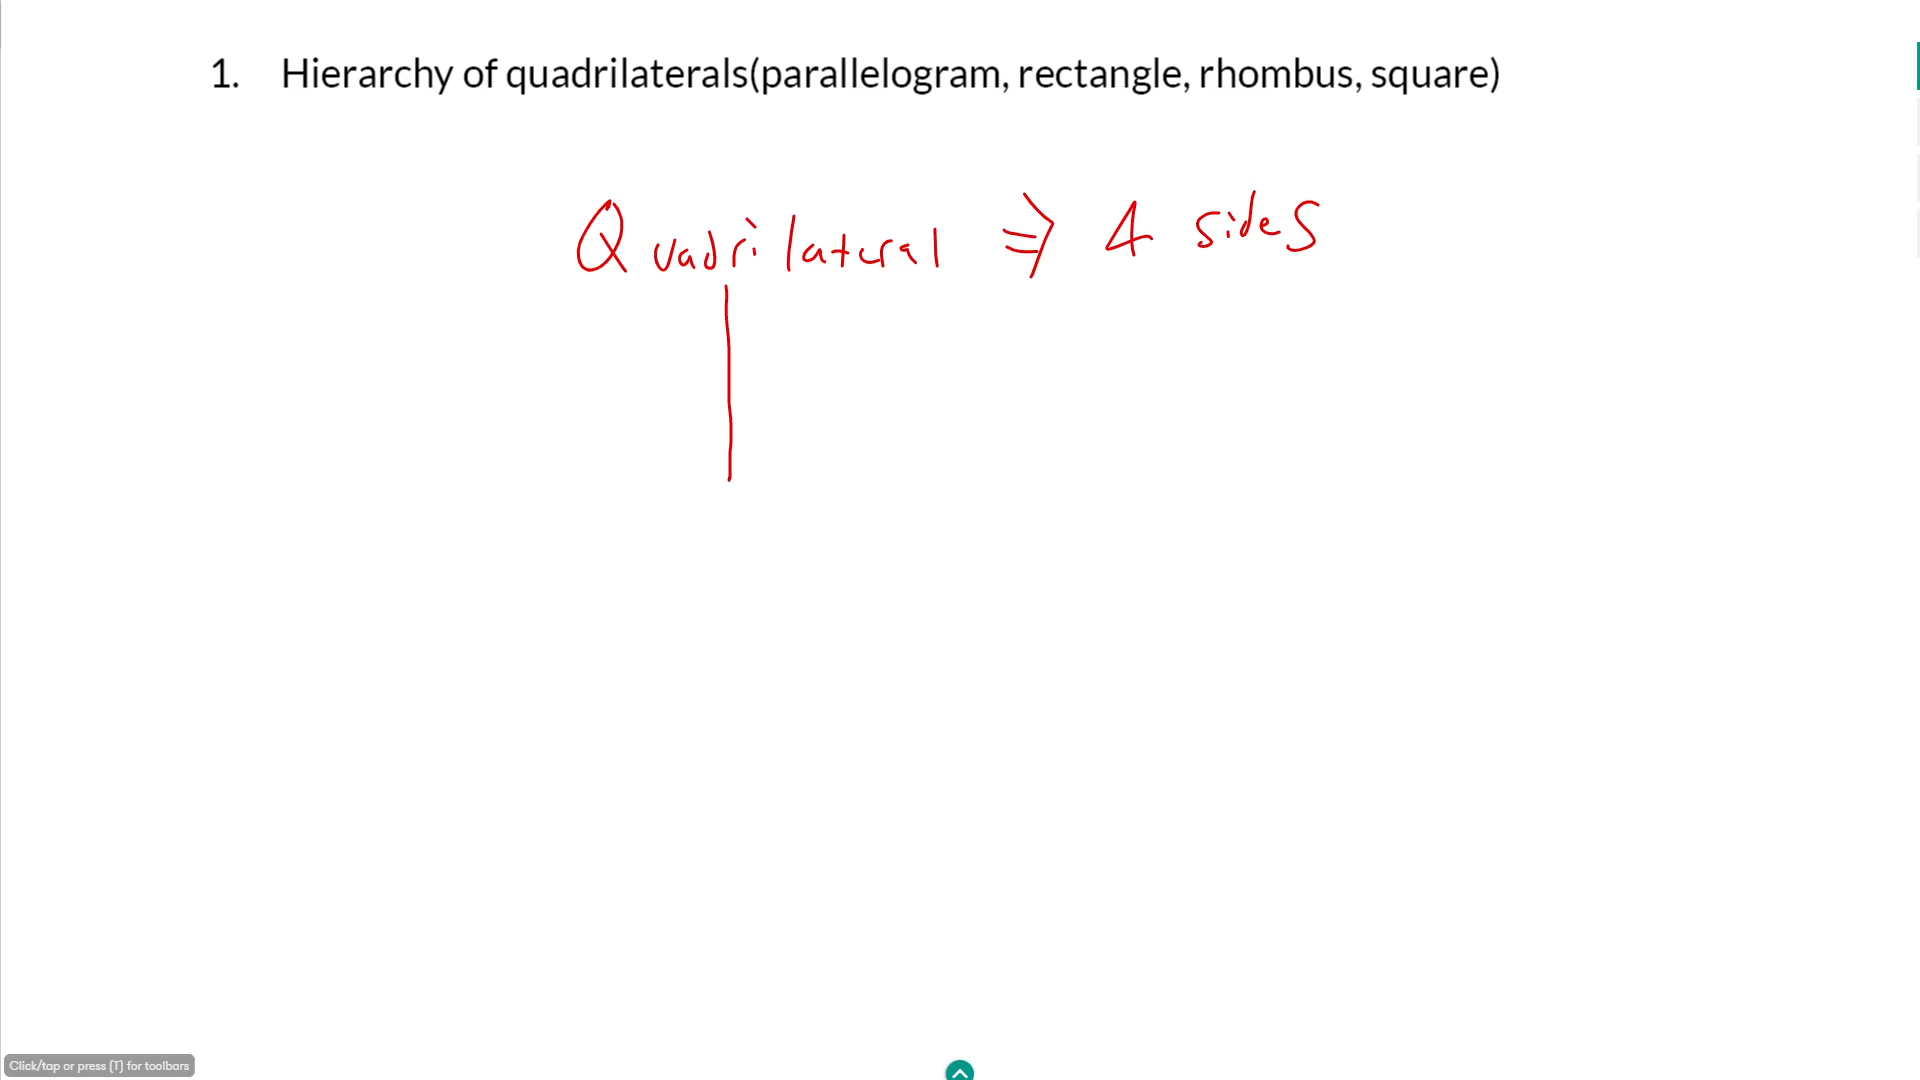 1. Hierarchy of quadrilaterals(parallelogram, rectangle, rhombus, square)
Quadrilateral ⇒ 4 sides
Click/tap or press (T) for toolbars